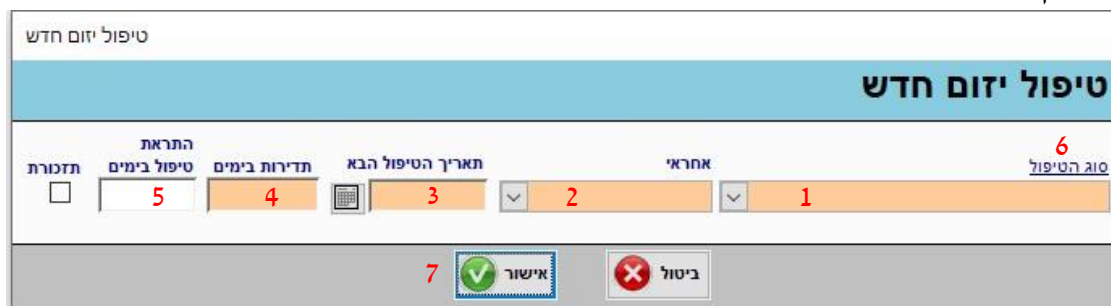 טיפול יזום חדש
טיפול יזום חדש
6
סוג הטיפול
אחראי
תאריך הטיפול הבא
תדירות בימים
התראת
טיפול בימים
תזכורת
1
2
3
4
5
ביטול
אישור
7